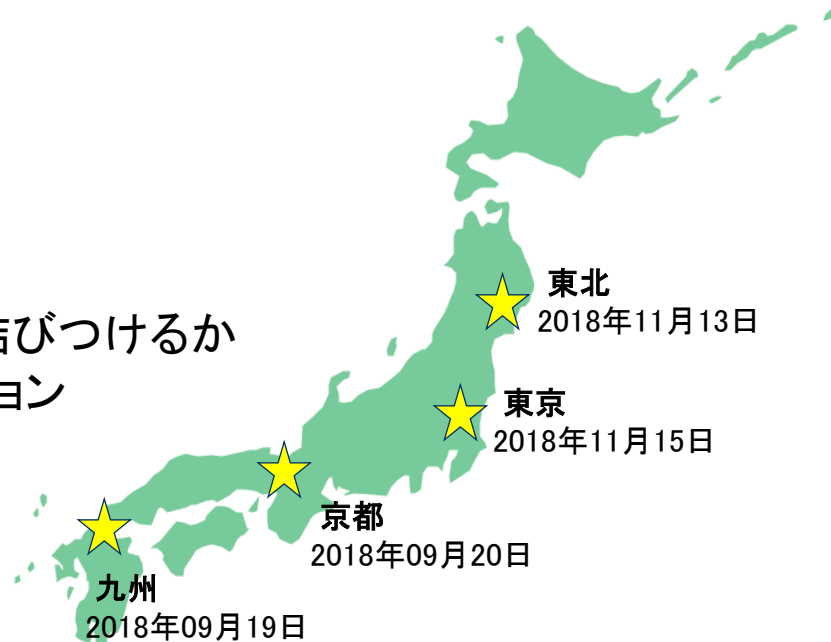 東北
2018年11月13日
びつけるか
ョン
東京
2018年11月15日
京都
2018年09月20日
九州
2018年09月19日